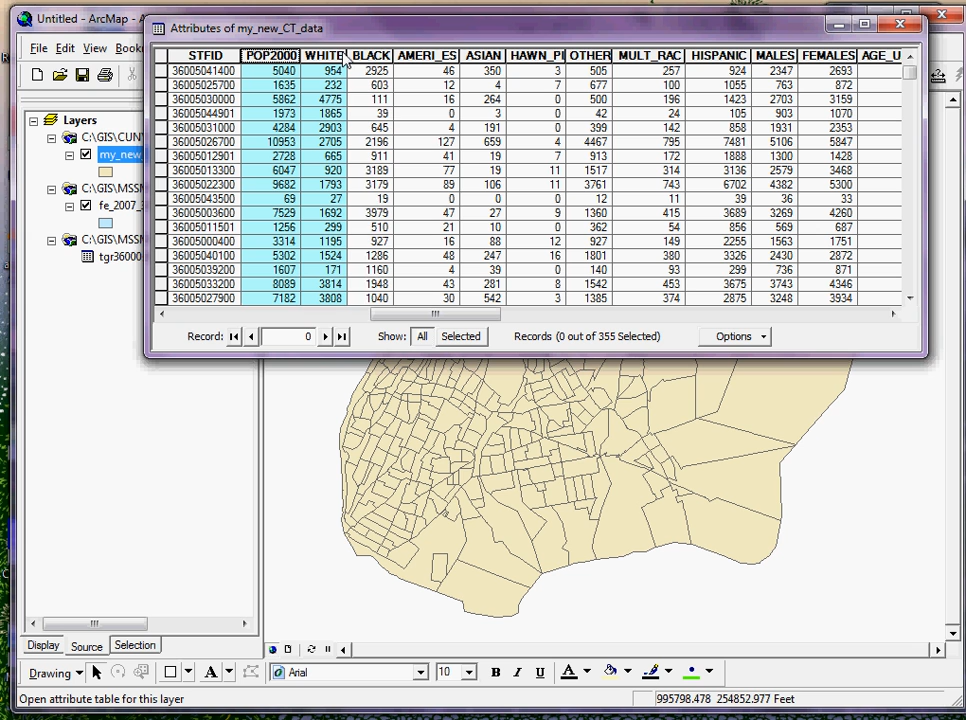 Untitled - ArcMap - A
Attributes of my_new_CT_data
File Edit View Bookn
STFID POP2000 WHITE BLACK AMERI_ES ASIAN HAWN_PI OTHER MULT_RAC HISPANIC MALES FEMALES AGE_U
36005041400 5040 954 2925 46 350 3 505 257 924 2347 2693
36005025700 1635 232 603 12 4 7 677 100 1055 763 872
36005030000 5862 4775 111 16 264 0 500 196 1423 2703 3159
36005044901 1973 1865 39 0 3 0 42 24 105 903 1070
36005031000 4284 2903 645 4 191 0 399 142 858 1931 2353
36005026700 10953 2705 2196 127 659 4 4467 795 7481 5106 5847
36005012901 2728 665 911 41 19 7 913 172 1888 1300 1428
36005013300 6047 920 3189 77 19 11 1517 314 3136 2579 3468
36005022300 9682 1793 3179 89 106 11 3761 743 6702 4382 5300
36005043500 69 27 19 0 0 0 12 11 39 36 33
36005003600 7529 1692 3979 47 27 9 1360 415 3689 3269 4260
36005011501 1256 299 510 21 10 0 362 54 856 569 687
36005000400 3314 1195 927 16 88 12 927 149 2255 1563 1751
36005040100 5302 1524 1286 48 247 16 1801 380 3326 2430 2872
36005039200 1607 171 1160 4 39 0 140 93 299 736 871
36005033200 8089 3814 1948 43 281 8 1542 453 3675 3743 4346
36005027900 7182 3808 1040 30 542 3 1385 374 2875 3248 3934
Record: 0 Show: All Selected Records (0 out of 355 Selected) Options
Layers
C:\GIS\CUN
my_new_
C:\GIS\MSSM
fe_2007_3
C:\GIS\MSSM
tgr36000
Display Source Selection
Drawing A Arial 10 B I U A
Open attribute table for this layer
995798.478 254852.977 Feet